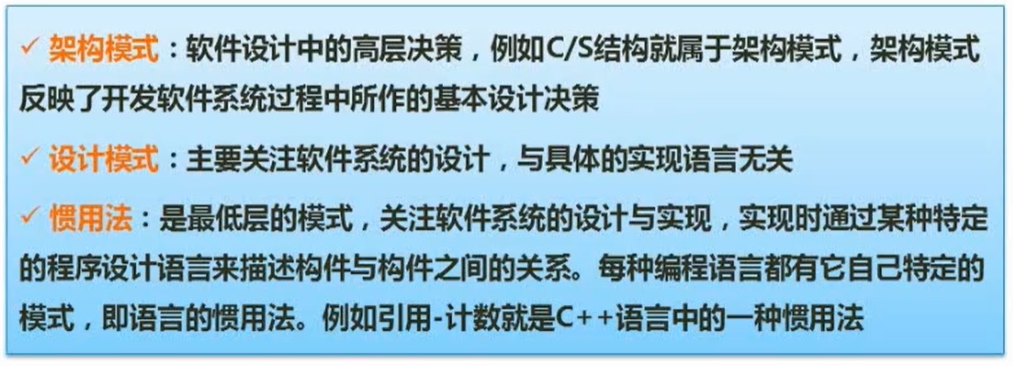 ✓ 架构模式：软件设计中的高层决策，例如C/S结构就属于架构模式，架构模式
反映了开发软件系统过程中所作的基本设计决策
✓ 设计模式：主要关注软件系统的设计，与具体的实现语言无关
✓ 惯用法：是最低层的模式，关注软件系统的设计与实现，实现时通过某种特定
的程序设计语言来描述构件与构件之间的关系。每种编程语言都有它自己特定的
模式，即语言的惯用法。例如引用-计数就是C++语言中的一种惯用法